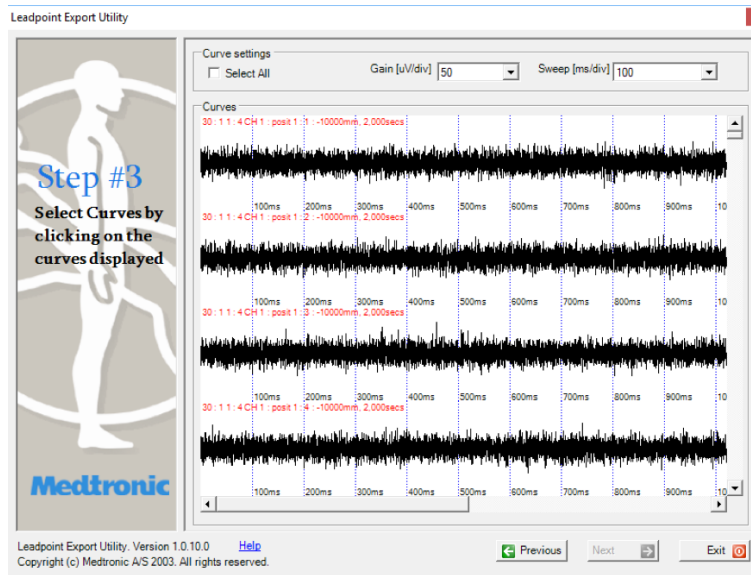 Leadpoint Export Utility
Step #3
Select Curves by
clicking on the
curves displayed
Medtronic
Curve settings
Select All
Gain [uV/div] 50
Sweep [ms/div] 100
Curves
30 : 1 1 : 4 CH 1 : posit 1 : 1 : -10000mm, 2.000secs
100ms 200ms 300ms 400ms 500ms 600ms 700ms 800ms 900ms 10
30 : 1 1 : 4 CH 1 : posit 1 : 2 : -10000mm, 2.000secs
100ms 200ms 300ms 400ms 500ms 600ms 700ms 800ms 900ms 10
30 : 1 1 : 4 CH 1 : posit 1 : 3 : -10000mm, 2.000secs
100ms 200ms 300ms 400ms 500ms 600ms 700ms 800ms 900ms 10
30 : 1 1 : 4 CH 1 : posit 1 : 4 : -10000mm, 2.000secs
100ms 200ms 300ms 400ms 500ms 600ms 700ms 800ms 900ms 10
Leadpoint Export Utility. Version 1.0.10.0 Help
Copyright (c) Medtronic A/S 2003. All rights reserved.
Previous Next Exit